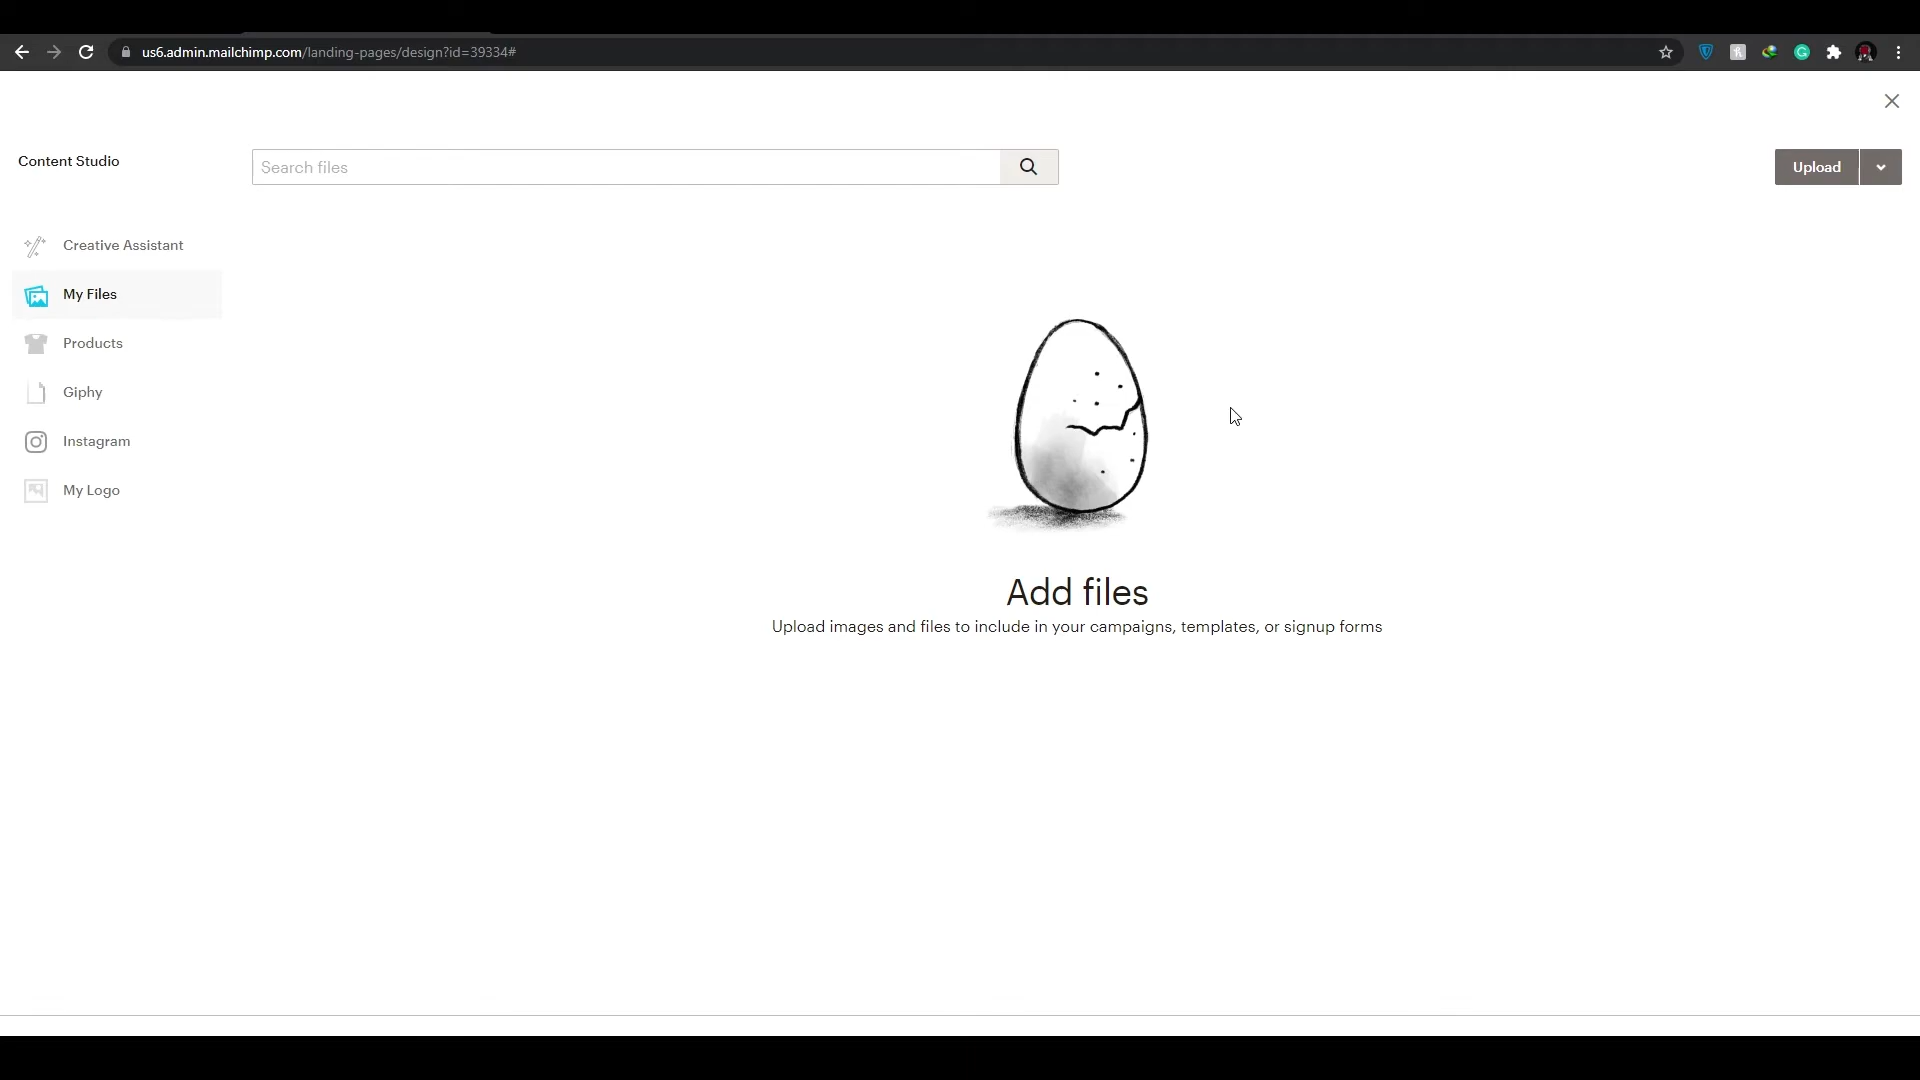 us6.admin.mailchimp.com/landing-pages/design?id=39334#
Content Studio
Search files
Upload
Creative Assistant
My Files
Products
Giphy
Instagram
My Logo
Add files
Upload images and files to include in your campaigns, templates, or signup forms